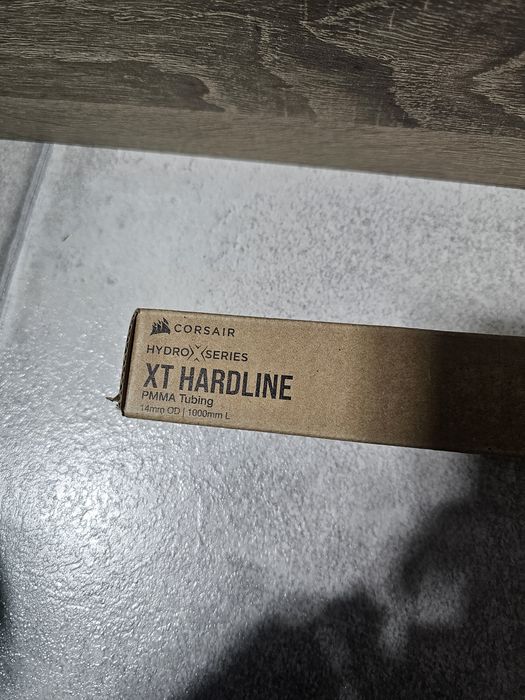 CORSAIR
HYDRO X SERIES
XT HARDLINE
PMMA Tubing
14mm OD | 1000mm L